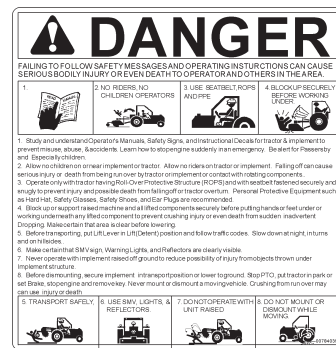 DANGER
FAILING TO FOLLOW SAFETY MESSAGES AND OPERATING INSTURCTIONS CAN CAUSE
SERIOUS BODILY INJURY OR EVEN DEATH TO OPERATOR AND OTHERS IN THE AREA.
1.
2. NO RIDERS, NO
CHILDREN OPERATORS
3. USE SEATBELT, ROPS
AND PPE
4. BLOCK UP SECURELY
BEFORE WORKING
UNDER
1. Study and understand Operator's Manuals, Safety Signs, and Instructional Decals for tractor & implement to
prevent misuse, abuse, & accidents. Learn how to stop engine suddenly in an emergency. Be alert for Passersby
and Especially children.
2. Allow no children on or near implement or tractor. Allow no riders on tractor or implement. Falling off can cause
serious injury or death from being run over by tractor or implement or contact with rotating components.
3. Operate only with tractor having Roll-Over Protective Structure (ROPS) and with seatbelt fastened securely and
snugly to prevent injury and possible death from falling off or tractor overturn. Personal Protective Equipment such
as Hard Hat, Safety Glasses, Safety Shoes, and Ear Plugs are recommended.
4. Block up or support raised machine and all lifted components securely before putting hands or feet under or
working underneath any lifted component to prevent crushing injury or even death from sudden inadvertent
Dropping. Make certain that area is clear before lowering.
5. Before transporting, put Lift Lever in Lift (Detent) position and follow traffic codes. Slow down at night, in turns
and on hillsides.
6. Make certain that SMV sign, Warning Lights, and Reflectors are clearly visible.
7. Never operate with implement raised off ground to reduce possibility of injury from objects thrown under
Implement structure.
8. Before dismounting, secure implement in transport position or lower to ground. Stop PTO, put tractor in park or
set Brake, stop engine and remove key. Never mount or dismount a moving vehicle. Crushing from run over may
can use injury or death
5. TRANSPORT SAFELY,
6. USE SMV, LIGHTS, &
REFLECTORS.
7. DO NOT OPERATE WITH
UNIT RAISED
8. DO NOT MOUNT OR
DISMOUNT WHILE
MOVING.